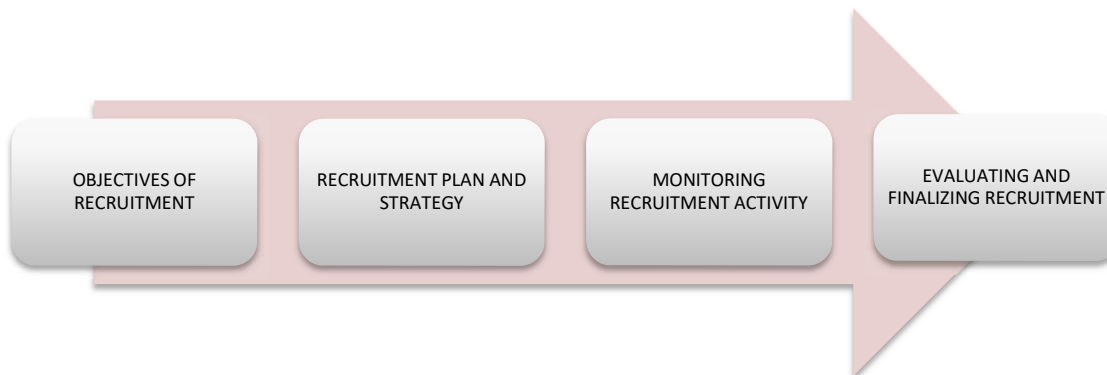 OBJECTIVES OF
RECRUITMENT
RECRUITMENT PLAN AND
STRATEGY
MONITORING
RECRUITMENT ACTIVITY
EVALUATING AND
FINALIZING RECRUITMENT